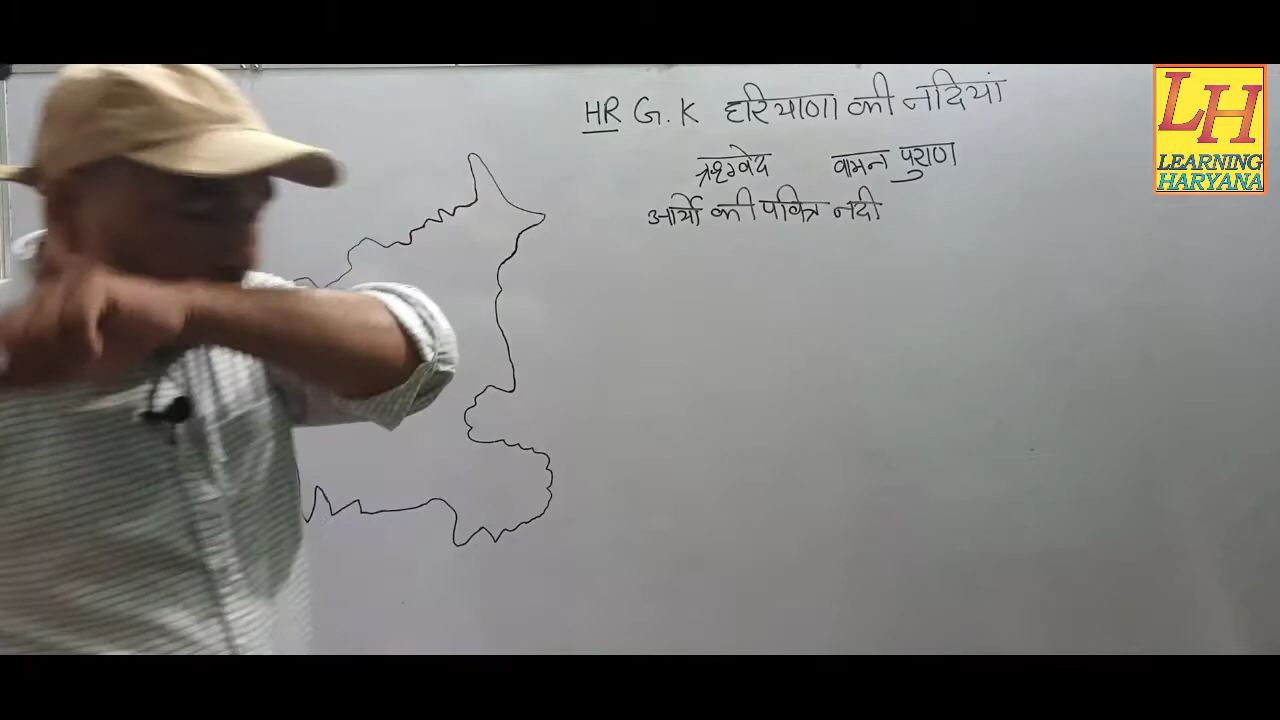 HR G.K हरियाणा की नदियां
ऋग्वेद वामन पुराण
आर्यो की पवित्र नदी
LH
LEARNING
HARYANA